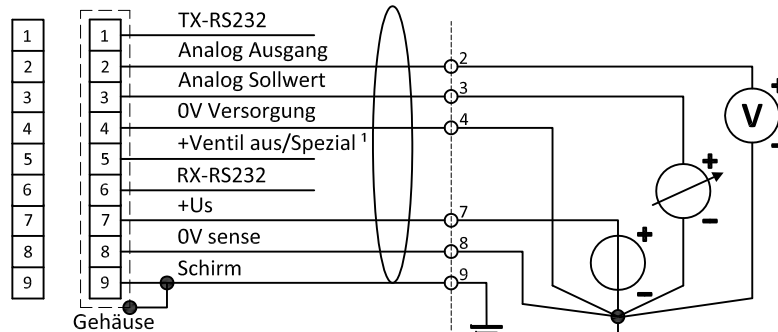 1 1 TX-RS232
2 2 Analog Ausgang 2
3 3 Analog Sollwert 3
4 4 0V Versorgung 4
5 5 +Ventil aus/Spezial ¹
6 6 RX-RS232
7 7 +Us 7
8 8 0V sense 8
9 9 Schirm 9
Gehäuse
+
V
-
+
-
+
-